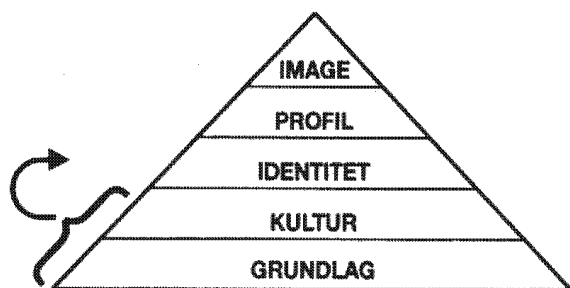 IMAGE
PROFIL
IDENTITET
KULTUR
GRUNDLAG